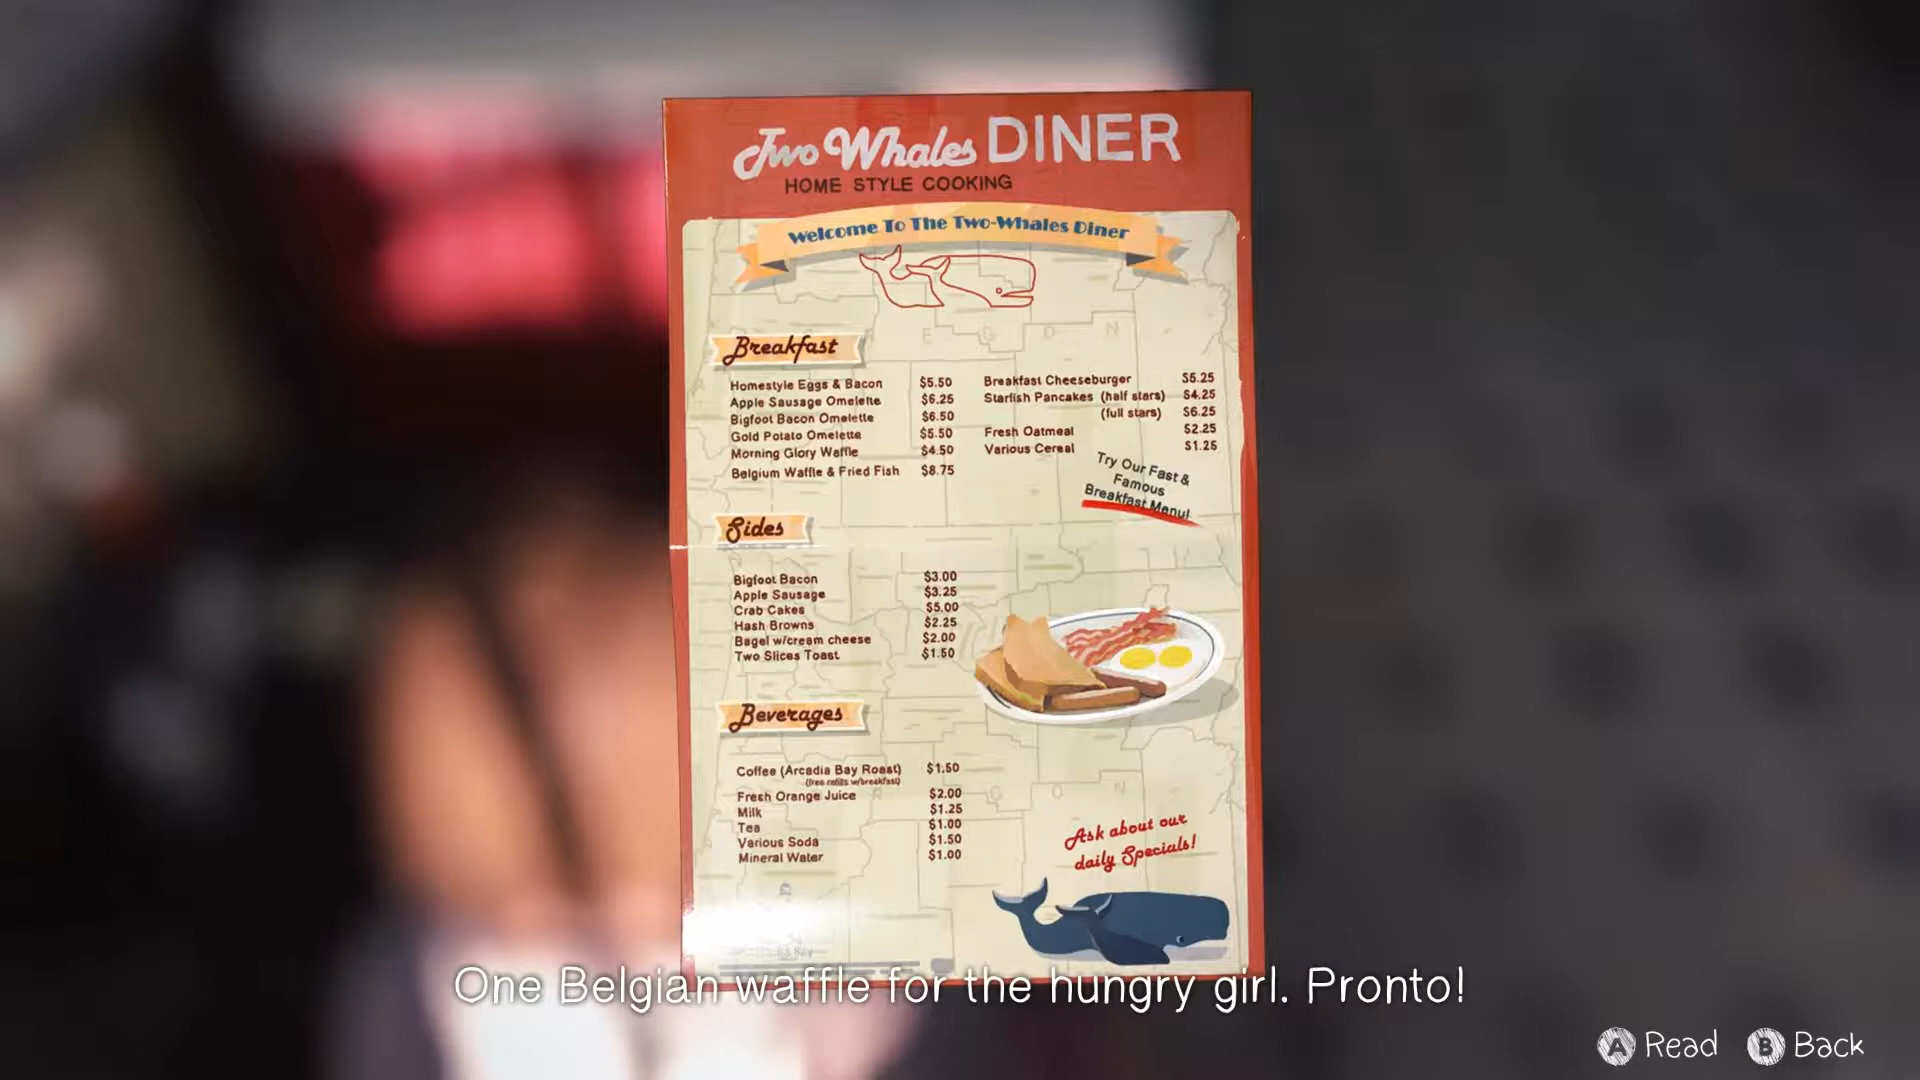 Two Whales DINER
HOME STYLE COOKING
Welcome To The Two-Whales Diner
Breakfast
Homestyle Eggs & Bacon $5.50
Apple Sausage Omelette $6.25
Bigfoot Bacon Omelette $6.50
Gold Potato Omelette $5.50
Morning Glory Waffle $4.50
Belgium Waffle & Fried Fish $8.75
Breakfast Cheeseburger $5.25
Starfish Pancakes (half stars) $4.25
(full stars) $6.25
Fresh Oatmeal $2.25
Various Cereal $1.25
Try Our Fast &
Famous
Breakfast Menu!
Sides
Bigfoot Bacon $3.00
Apple Sausage $3.25
Crab Cakes $5.00
Hash Browns $2.25
Bagel w/cream cheese $2.00
Two Slices Toast $1.50
Beverages
Coffee (Arcadia Bay Roast) $1.50
(free refills w/breakfast)
Fresh Orange Juice $2.00
Milk $1.25
Tea $1.00
Various Soda $1.50
Mineral Water $1.00
Ask about our
daily Specials!
One Belgian waffle for the hungry girl. Pronto!
A Read B Back